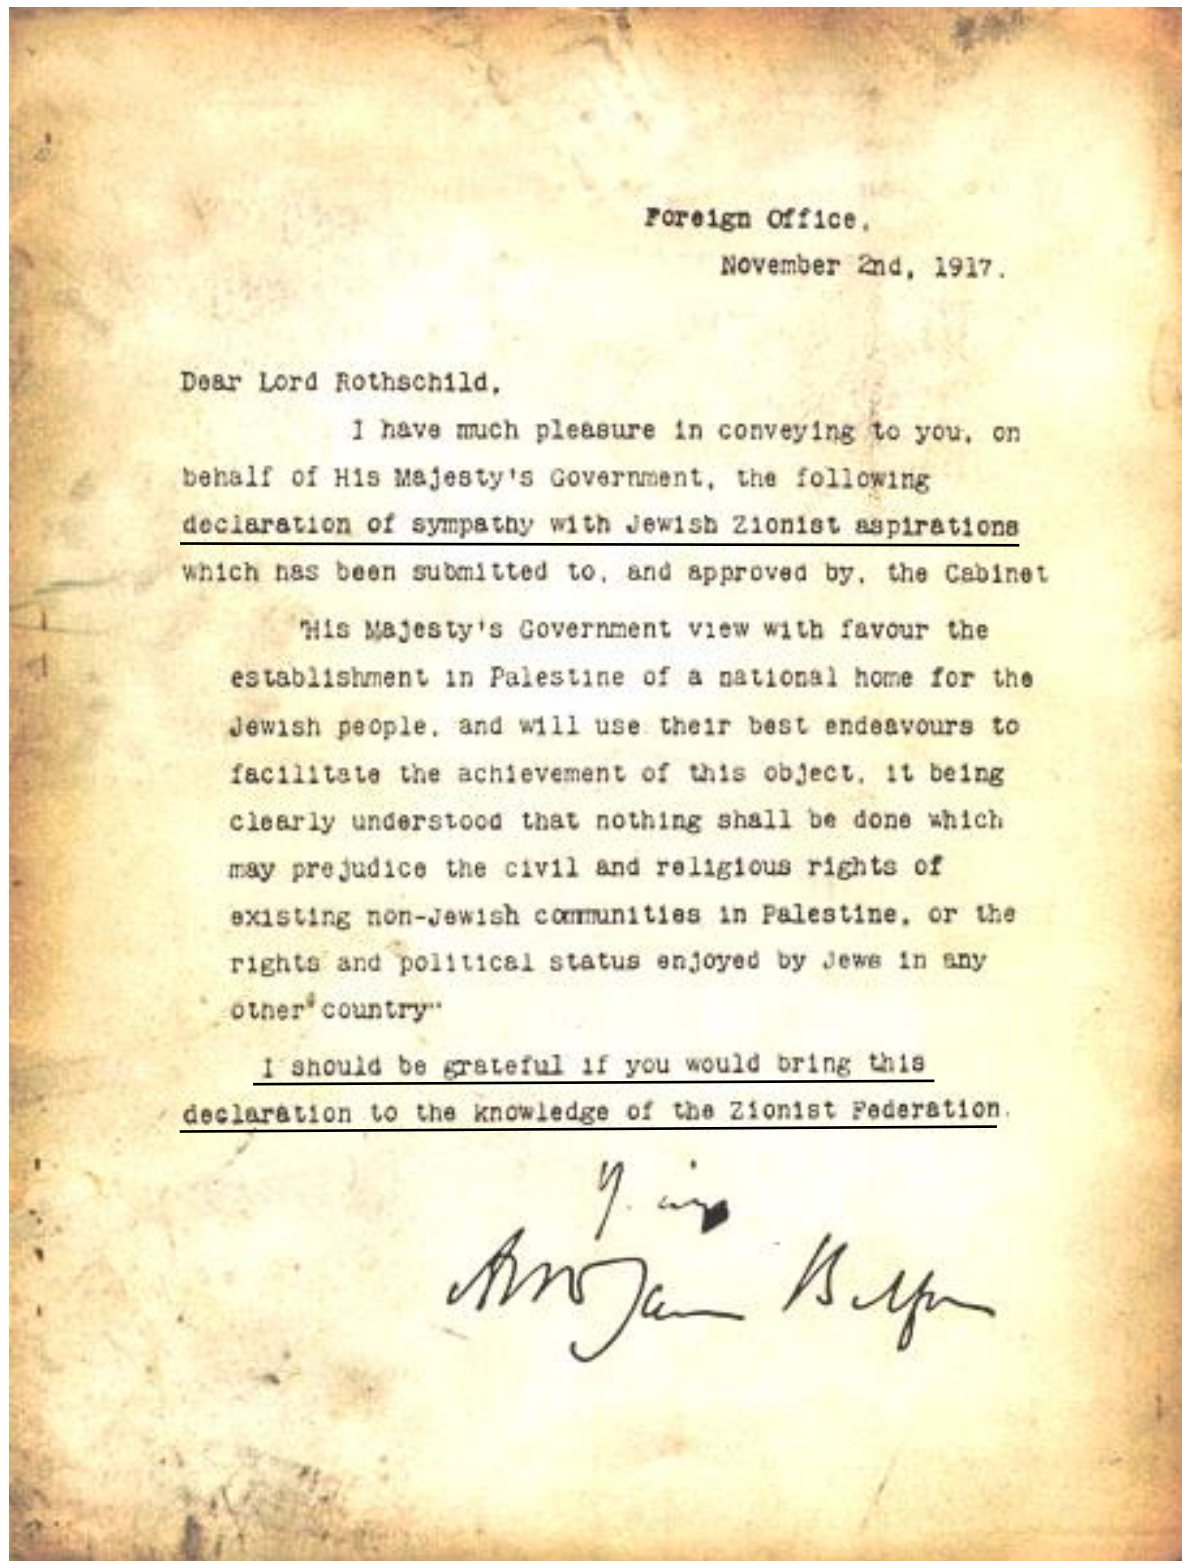 Foreign Office,
November 2nd, 1917.
Dear Lord Rothschild,
I have much pleasure in conveying to you, on
behalf of His Majesty's Government, the following
declaration of sympathy with Jewish Zionist aspirations
which has been submitted to, and approved by, the Cabinet
"His Majesty's Government view with favour the
establishment in Palestine of a national home for the
Jewish people, and will use their best endeavours to
facilitate the achievement of this object, it being
clearly understood that nothing shall be done which
may prejudice the civil and religious rights of
existing non-Jewish communities in Palestine, or the
rights and political status enjoyed by Jews in any
other country"
I should be grateful if you would bring this
declaration to the knowledge of the Zionist Federation.
Arthur James Balfour